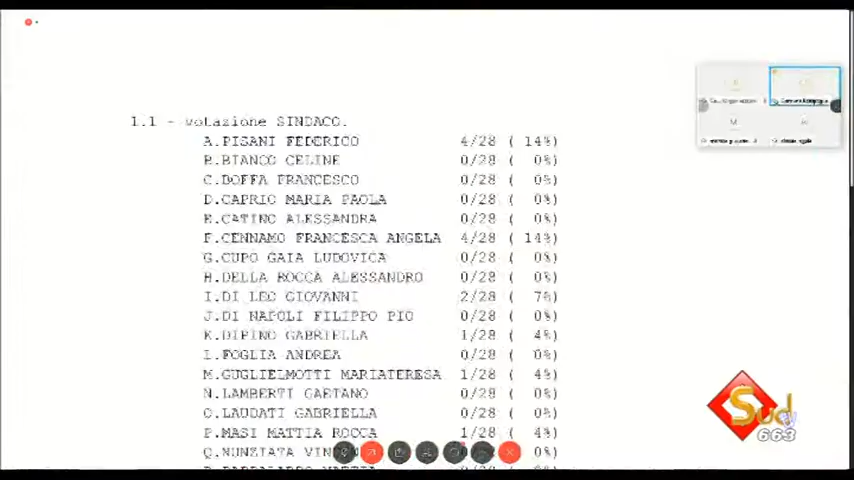 1.1 - votazione SINDACO.
A.PISANI FEDERICO 4/28 ( 14%)
B.BIANCO CELINE 0/28 ( 0%)
C.BOFFA FRANCESCO 0/28 ( 0%)
D.CAPRIO MARIA PAOLA 0/28 ( 0%)
E.CATINO ALESSANDRA 0/28 ( 0%)
F.CENNAMO FRANCESCA ANGELA 4/28 ( 14%)
G.CUPO GAIA LUDOVICA 0/28 ( 0%)
H.DELLA ROCCA ALESSANDRO 0/28 ( 0%)
I.DI LEO GIOVANNI 2/28 ( 7%)
J.DI NAPOLI FILIPPO PIO 0/28 ( 0%)
K.DIPINO GABRIELLA 1/28 ( 4%)
L.FOGLIA ANDREA 0/28 ( 0%)
M.GUGLIELMOTTI MARIATERESA 1/28 ( 4%)
N.LAMBERTI GAETANO 0/28 ( 0%)
O.LAUDATI GABRIELLA 0/28 ( 0%)
P.MASI MATTIA ROCCA 1/28 ( 4%)
Q.NUNZIATA 0%)
Sud
663